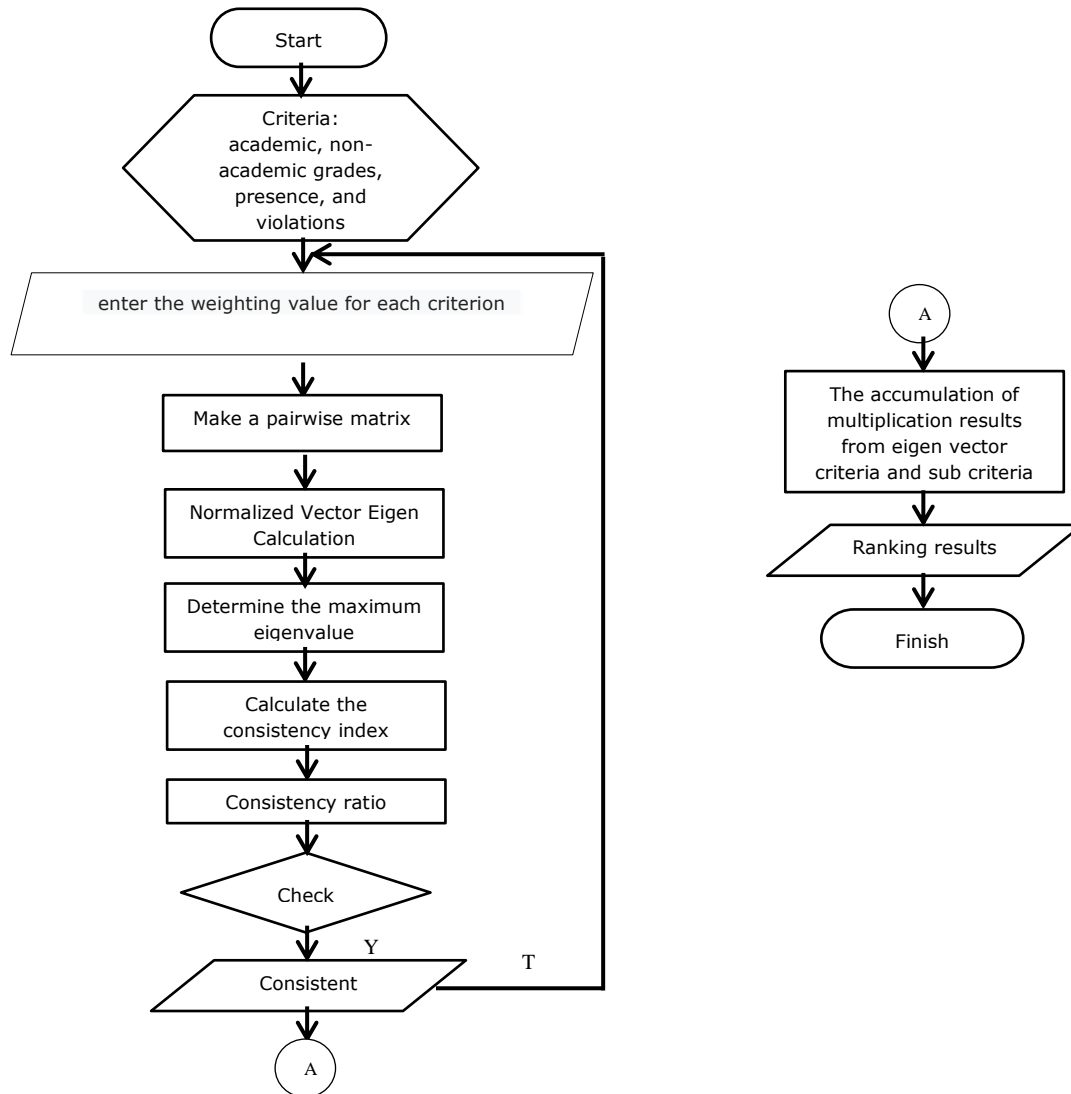 Start
Criteria:
academic, non-
academic grades,
presence, and
violations
enter the weighting value for each criterion
Make a pairwise matrix
Normalized Vector Eigen
Calculation
Determine the maximum
eigenvalue
Calculate the
consistency index
Consistency ratio
Check
Y
T
Consistent
A
A
The accumulation of
multiplication results
from eigen vector
criteria and sub criteria
Ranking results
Finish